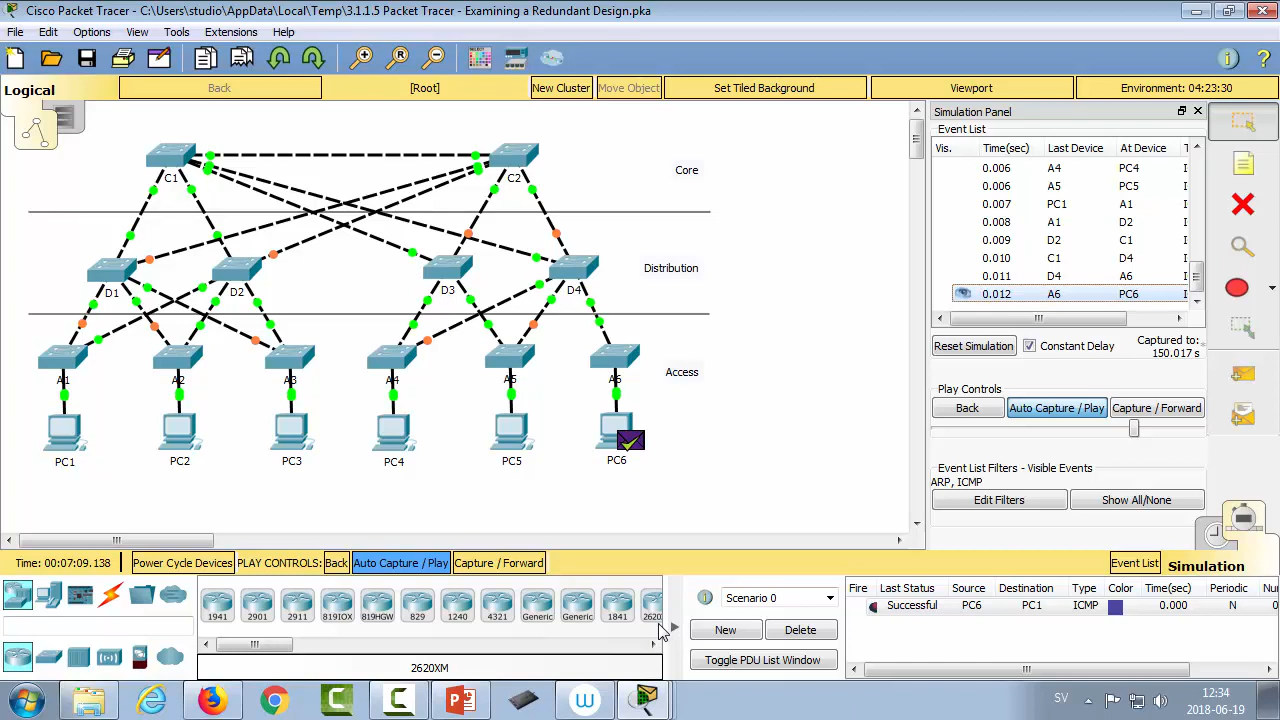 Cisco Packet Tracer - C:\Users\studio\AppData\Local\Temp\3.1.1.5 Packet Tracer - Examining a Redundant Design.pka
File Edit Options View Tools Extensions Help
Logical Back [Root] New Cluster Move Object Set Tiled Background Viewport Environment: 04:23:30
C1 C2 Core
D1 D2 D3 D4 Distribution
A1 A2 A3 A4 A5 A6 Access
PC1 PC2 PC3 PC4 PC5 PC6
Simulation Panel
Event List
Vis. Time(sec) Last Device At Device T
0.006 A4 PC4 I
0.006 A5 PC5 I
0.007 PC1 A1 I
0.008 A1 D2 I
0.009 D2 C1 I
0.010 C1 D4 I
0.011 D4 A6 I
0.012 A6 PC6 I
Reset Simulation Constant Delay Captured to:
150.017 s
Play Controls
Back Auto Capture / Play Capture / Forward
Event List Filters - Visible Events
ARP, ICMP
Edit Filters Show All/None
Time: 00:07:09.138 Power Cycle Devices PLAY CONTROLS: Back Auto Capture / Play Capture / Forward Event List Simulation
1941 2901 2911 819IOX 819HGW 829 1240 4321 Generic Generic 1841 2620
2620XM
Scenario 0
New Delete
Toggle PDU List Window
Fire Last Status Source Destination Type Color Time(sec) Periodic Nu
Successful PC6 PC1 ICMP 0.000 N 0
SV 12:34
2018-06-19